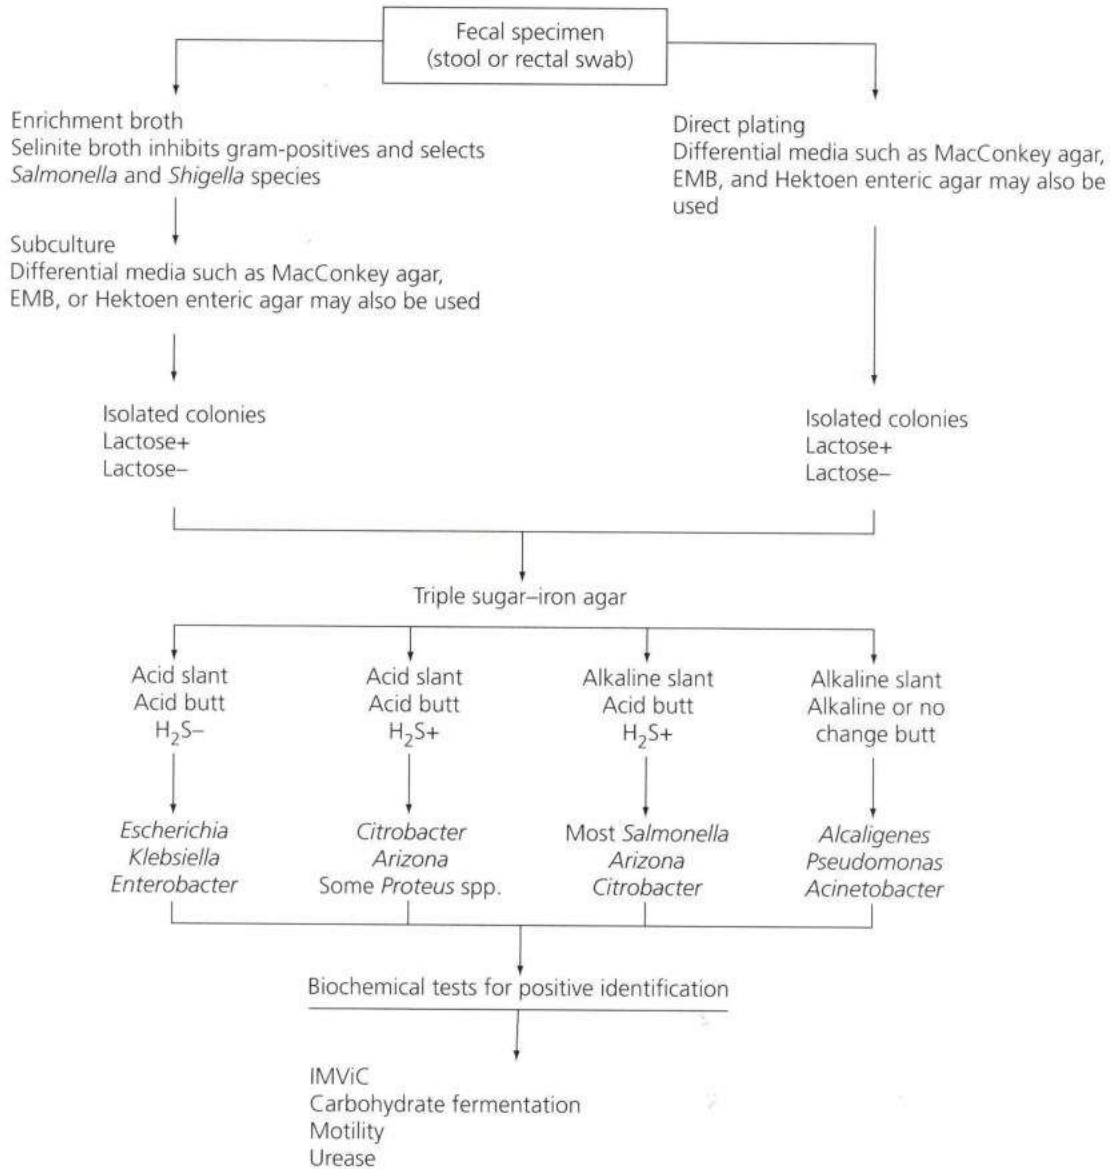 Fecal specimen
(stool or rectal swab)
Enrichment broth
Selinite broth inhibits gram-positives and selects
Salmonella and Shigella species
Subculture
Differential media such as MacConkey agar,
EMB, or Hektoen enteric agar may also be used
Isolated colonies
Lactose+
Lactose–
Direct plating
Differential media such as MacConkey agar,
EMB, and Hektoen enteric agar may also be
used
Isolated colonies
Lactose+
Lactose–
Triple sugar–iron agar
Acid slant
Acid butt
H₂S–
Escherichia
Klebsiella
Enterobacter
Acid slant
Acid butt
H₂S+
Citrobacter
Arizona
Some Proteus spp.
Alkaline slant
Acid butt
H₂S+
Most Salmonella
Arizona
Citrobacter
Alkaline slant
Alkaline or no
change butt
Alcaligenes
Pseudomonas
Acinetobacter
Biochemical tests for positive identification
IMViC
Carbohydrate fermentation
Motility
Urease